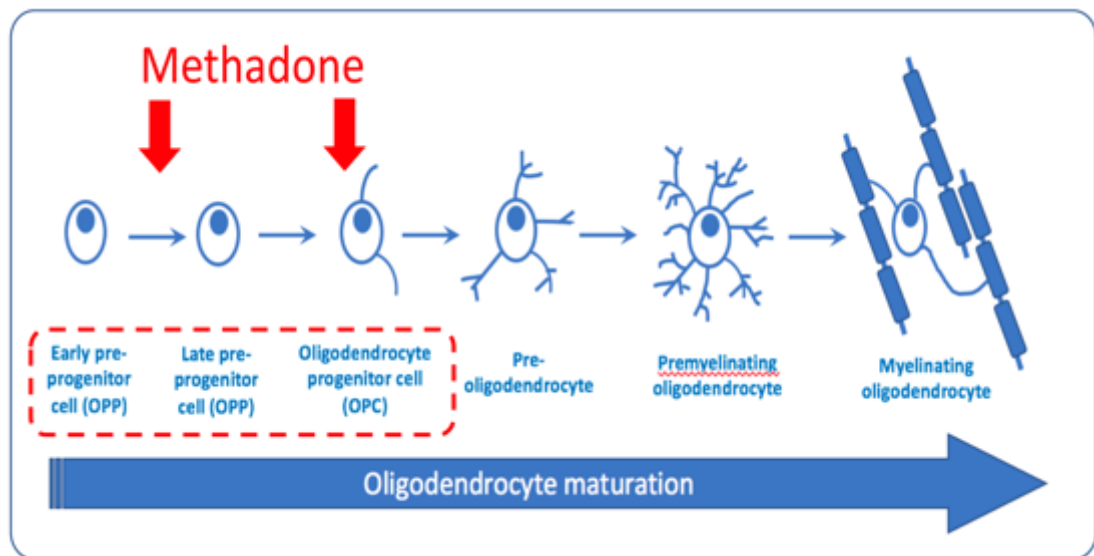 Methadone
Early pre-
progenitor
cell (OPP)
Late pre-
progenitor
cell (OPP)
Oligodendrocyte
progenitor cell
(OPC)
Pre-
oligodendrocyte
Premyelinating
oligodendrocyte
Myelinating
oligodendrocyte
Oligodendrocyte maturation